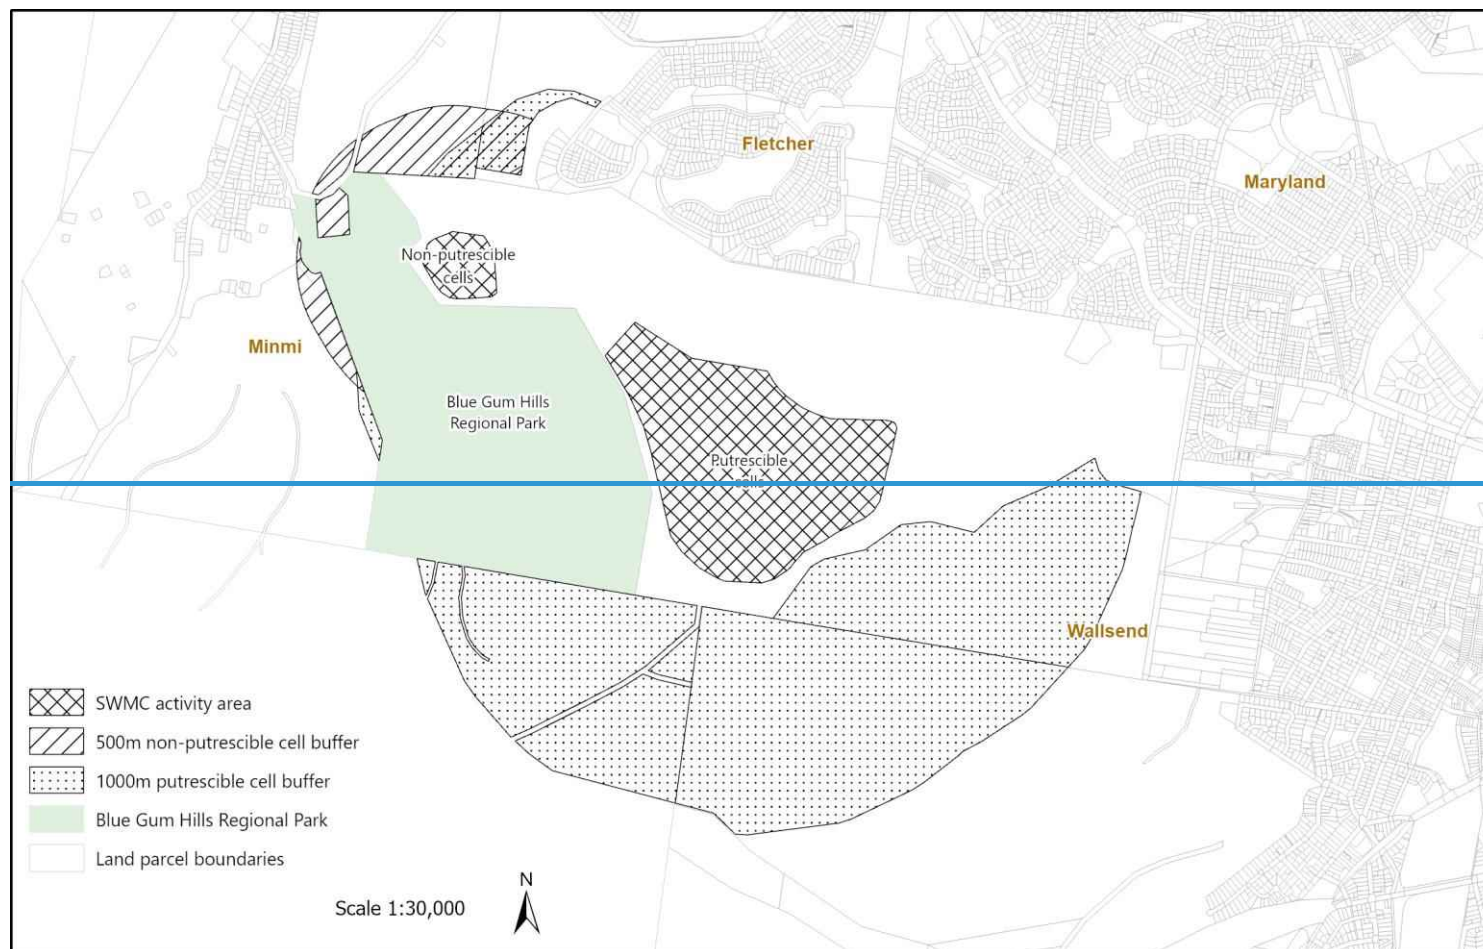 Fletcher
Maryland
Non-putrescible
cells
Minmi
Blue Gum Hills
Regional Park
Putrescible
cells
Wallsend
SWMC activity area
500m non-putrescible cell buffer
1000m putrescible cell buffer
Blue Gum Hills Regional Park
Land parcel boundaries
Scale 1:30,000
N